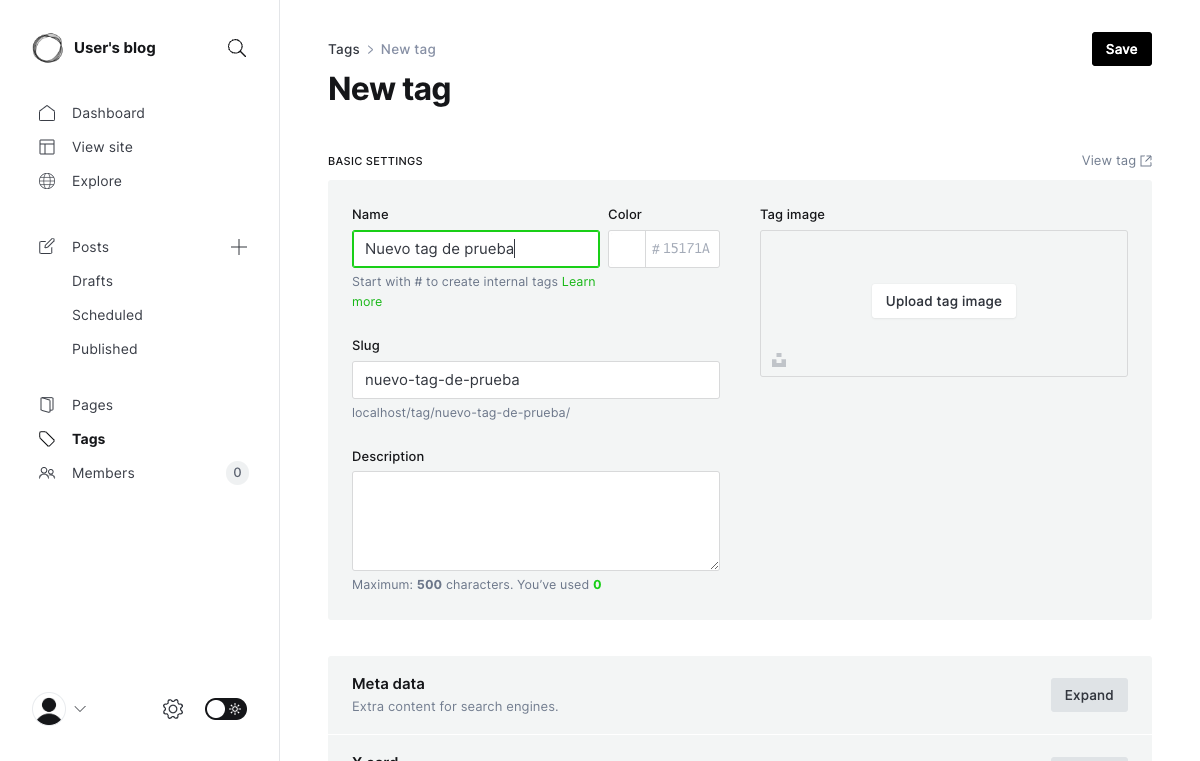 User's blog
Dashboard
View site
Explore
Posts
Drafts
Scheduled
Published
Pages
Tags
Members
0
Tags
New tag
Save
New tag
BASIC SETTINGS
View tag
Name
Nuevo tag de prueba
Start with # to create internal tags Learn
more
Color
# 15171A
Slug
nuevo-tag-de-prueba
localhost/tag/nuevo-tag-de-prueba/
Description
Maximum: 500 characters. You've used 0
Tag image
Upload tag image
Meta data
Extra content for search engines.
Expand
X card